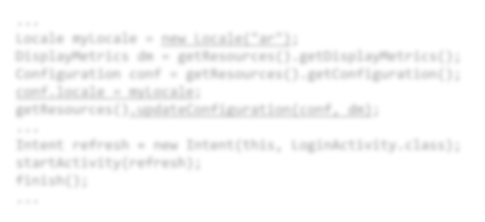 ...
Locale myLocale = new Locale("ar");
DisplayMetrics dm = getResources().getDisplayMetrics();
Configuration conf = getResources().getConfiguration();
conf.locale = myLocale;
getResources().updateConfiguration(conf, dm);
...
Intent refresh = new Intent(this, LoginActivity.class);
startActivity(refresh);
finish();
...